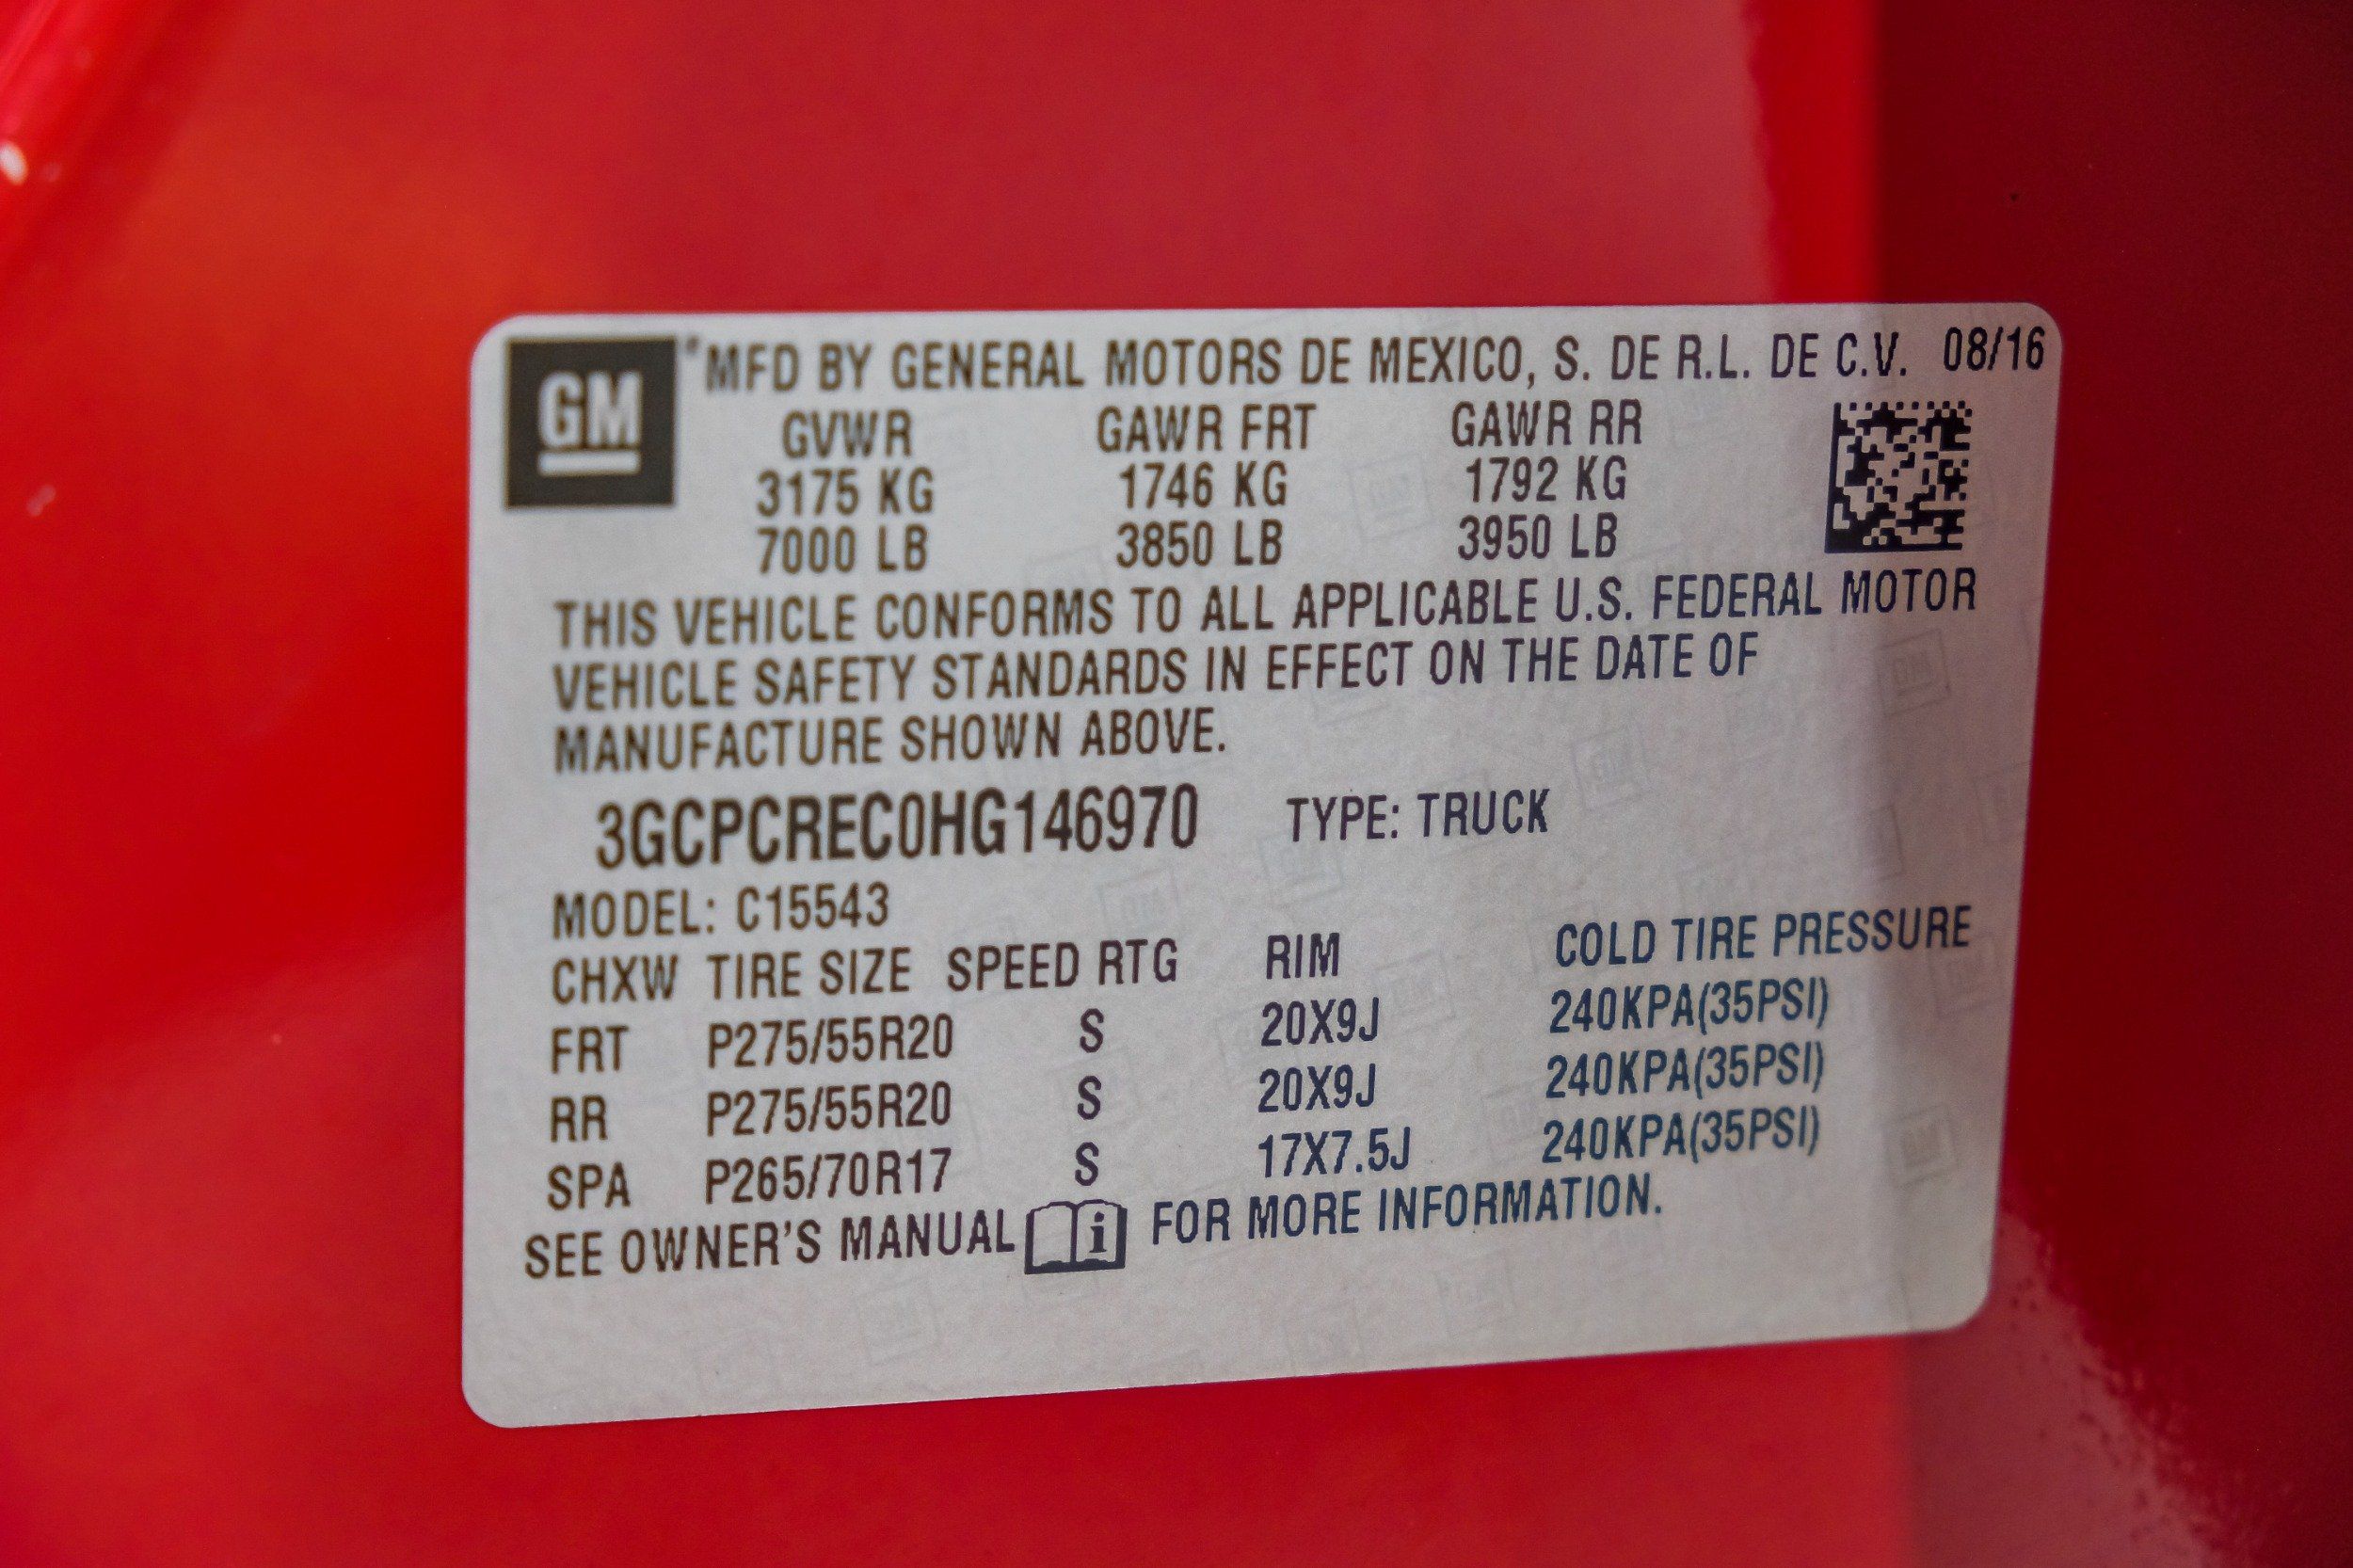 GM
*MFD BY GENERAL MOTORS DE MEXICO, S. DE R.L. DE C.V. 08/16
GVWR GAWR FRT GAWR RR
3175 KG 1746 KG 1792 KG
7000 LB 3850 LB 3950 LB
THIS VEHICLE CONFORMS TO ALL APPLICABLE U.S. FEDERAL MOTOR
VEHICLE SAFETY STANDARDS IN EFFECT ON THE DATE OF
MANUFACTURE SHOWN ABOVE.
3GCPCREC0HG146970 TYPE: TRUCK
MODEL: C15543
CHXW TIRE SIZE SPEED RTG RIM COLD TIRE PRESSURE
FRT P275/55R20 S 20X9J 240KPA(35PSI)
RR P275/55R20 S 20X9J 240KPA(35PSI)
SPA P265/70R17 S 17X7.5J 240KPA(35PSI)
SEE OWNER'S MANUAL i FOR MORE INFORMATION.